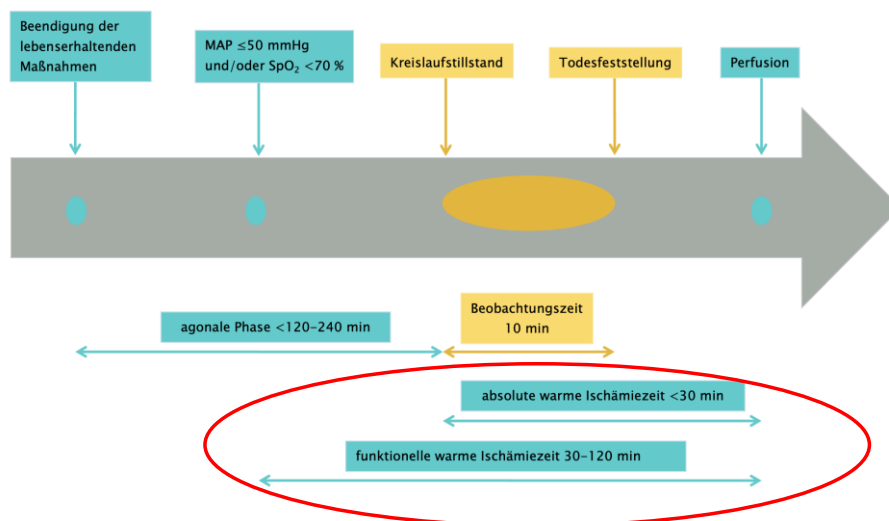 Beendigung der
lebenserhaltenden
Maßnahmen
MAP ≤50 mmHg
und/oder SpO₂ <70 %
Kreislaufstillstand
Todesfeststellung
Perfusion
agonale Phase <120–240 min
Beobachtungszeit
10 min
absolute warme Ischämiezeit <30 min
funktionelle warme Ischämiezeit 30–120 min